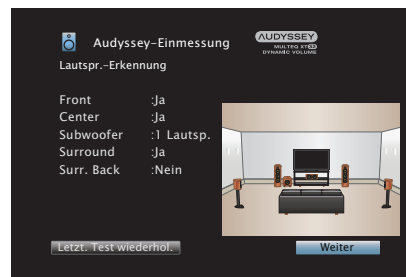 Audyssey-Einmessung
AUDYSSEY
MULTEQ XT32
DYNAMIC VOLUME
Lautspr.-Erkennung
Front :Ja
Center :Ja
Subwoofer :1 Lautsp.
Surround :Ja
Surr. Back :Nein
Letzt. Test wiederhol.
Weiter